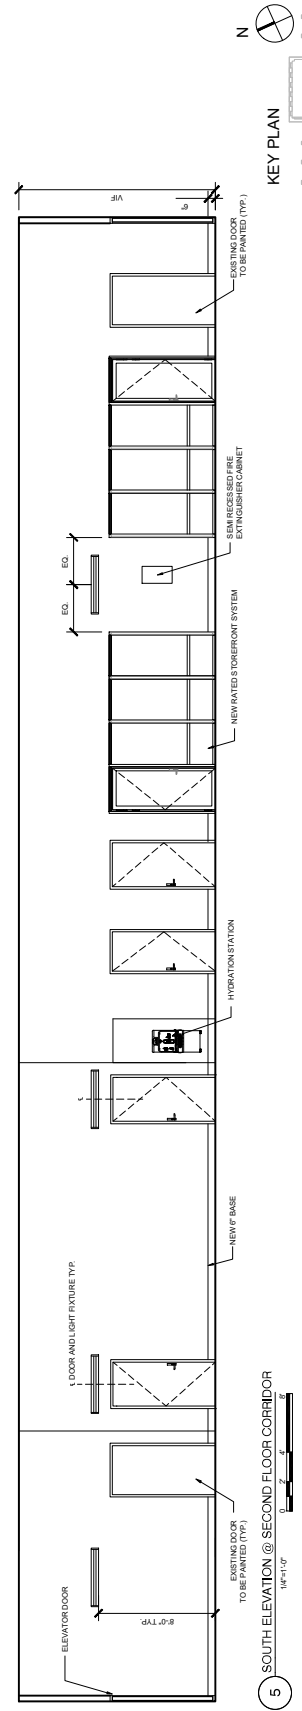 ELEVATOR DOOR
8'-0" TYP.
EXISTING DOOR
TO BE PAINTED (TYP.)
DOOR AND LIGHT FIXTURE TYP.
NEW 6" BASE
HYDRATION STATION
NEW RATED STOREFRONT SYSTEM
EQ.
EQ.
SEMI RECESSED FIRE
EXTINGUISHER CABINET
EXISTING DOOR
TO BE PAINTED (TYP.)
VIF
6"
5
SOUTH ELEVATION @ SECOND FLOOR CORRIDOR
1/4"=1'-0"
0
2'
4'
8'
KEY PLAN
N